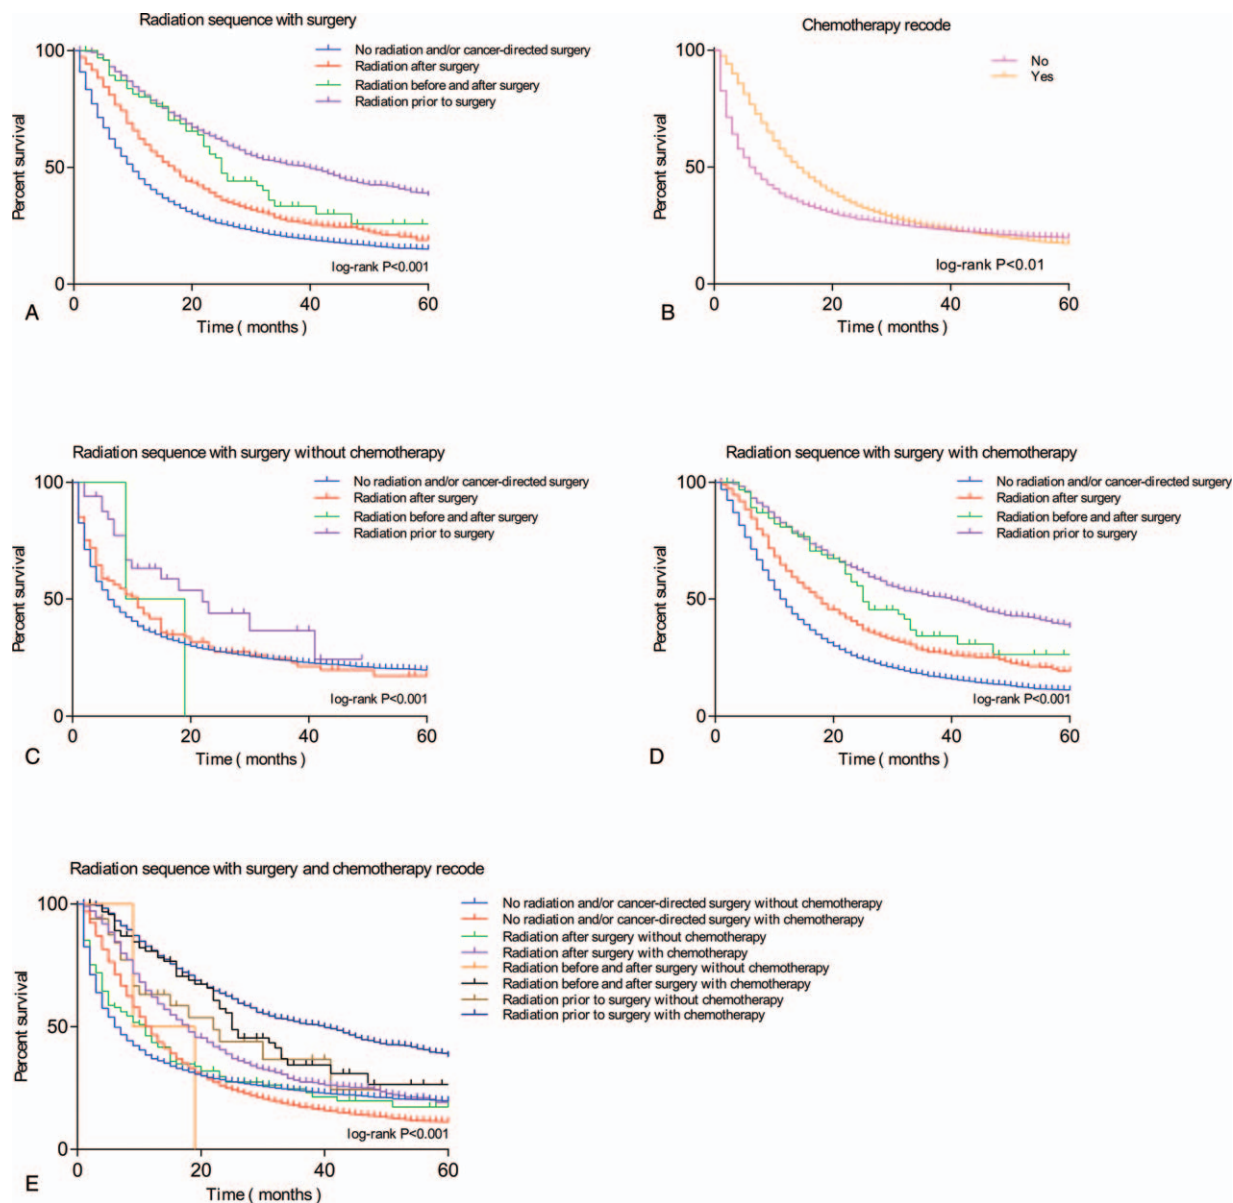 Radiation sequence with surgery
No radiation and/or cancer-directed surgery
Radiation after surgery
Radiation before and after surgery
Radiation prior to surgery
Percent survival
100
50
0
log-rank P<0.001
0 20 40 60
Time ( months )
A
Chemotherapy recode
No
Yes
Percent survival
100
50
0
log-rank P<0.01
0 20 40 60
Time ( months )
B
Radiation sequence with surgery without chemotherapy
No radiation and/or cancer-directed surgery
Radiation after surgery
Radiation before and after surgery
Radiation prior to surgery
Percent survival
100
50
0
log-rank P<0.001
0 20 40 60
Time ( months )
C
Radiation sequence with surgery with chemotherapy
No radiation and/or cancer-directed surgery
Radiation after surgery
Radiation before and after surgery
Radiation prior to surgery
Percent survival
100
50
0
log-rank P<0.001
0 20 40 60
Time ( months )
D
Radiation sequence with surgery and chemotherapy recode
No radiation and/or cancer-directed surgery without chemotherapy
No radiation and/or cancer-directed surgery with chemotherapy
Radiation after surgery without chemotherapy
Radiation after surgery with chemotherapy
Radiation before and after surgery without chemotherapy
Radiation before and after surgery with chemotherapy
Radiation prior to surgery without chemotherapy
Radiation prior to surgery with chemotherapy
Percent survival
100
50
0
log-rank P<0.001
0 20 40 60
Time ( months )
E